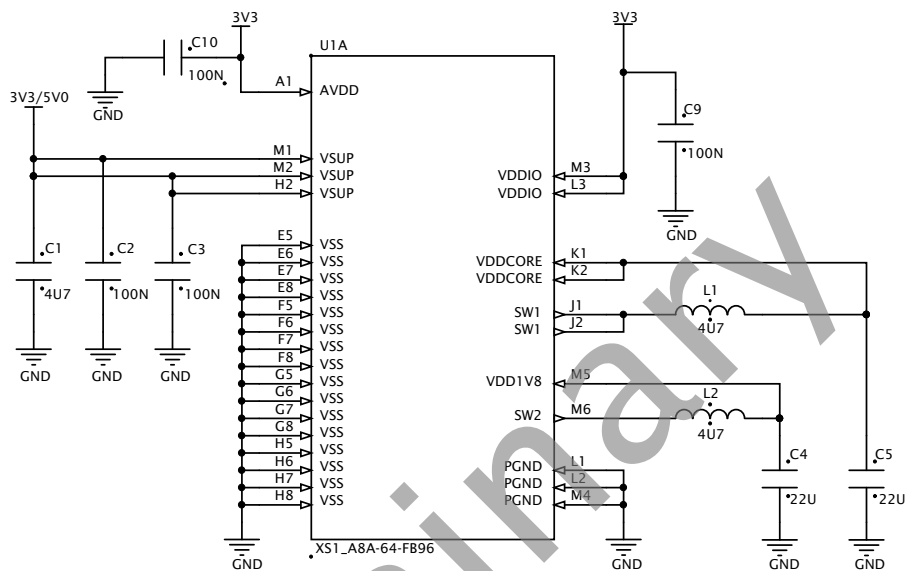 3V3
3V3
C10
U1A
100N
A1
AVDD
GND
3V3/5V0
C9
100N
M1
VSUP
M2
VSUP
H2
VSUP
VDDIO
M3
VDDIO
L3
GND
E5
VSS
E6
VSS
E7
VSS
E8
VSS
F5
VSS
F6
VSS
F7
VSS
F8
VSS
G5
VSS
G6
VSS
G7
VSS
G8
VSS
H5
VSS
H6
VSS
H7
VSS
H8
VSS
C1
4U7
C2
100N
C3
100N
GND
GND
GND
VDDCORE
K1
VDDCORE
K2
SW1
J1
SW1
J2
L1
4U7
VDD1V8
M5
SW2
M6
L2
4U7
PGND
L1
PGND
L2
PGND
M4
C4
22U
C5
22U
GND
XS1_A8A-64-FB96
GND
GND
GND
inary